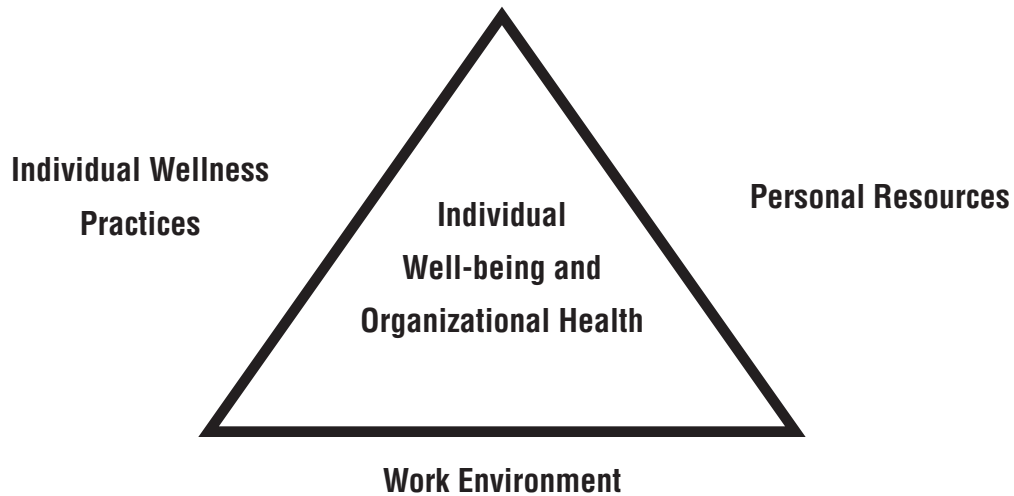 Individual Wellness
Practices
Personal Resources
Individual
Well-being and
Organizational Health
Work Environment